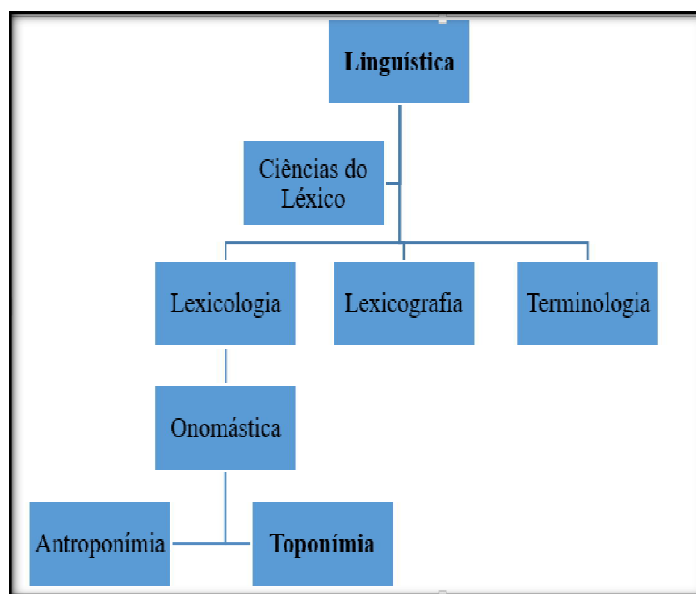 Linguística
Ciências do
Léxico
Lexicologia
Lexicografia
Terminologia
Onomástica
Antroponímia
Toponímia